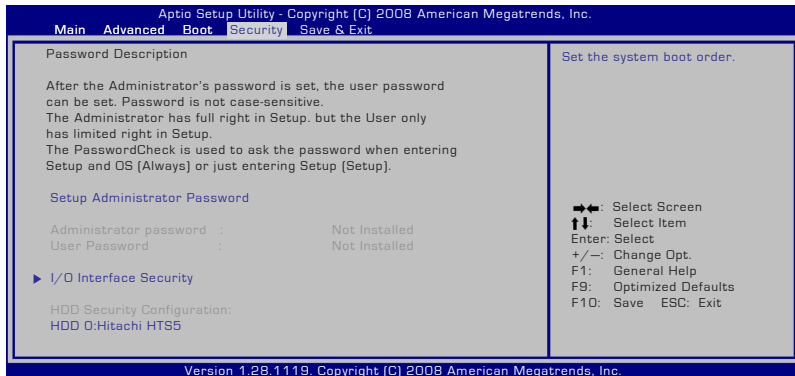 Aptio Setup Utility - Copyright (C) 2008 American Megatrends, Inc.
Main Advanced Boot Security Save & Exit
Password Description
After the Administrator's password is set, the user password
can be set. Password is not case-sensitive.
The Administrator has full right in Setup. but the User only
has limited right in Setup.
The PasswordCheck is used to ask the password when entering
Setup and OS (Always) or just entering Setup (Setup).
Setup Administrator Password
Administrator password : Not Installed
User Password : Not Installed
I/O Interface Security
HDD Security Configuration:
HDD 0:Hitachi HTS5
Set the system boot order.
→←: Select Screen
↑↓: Select Item
Enter: Select
+/—: Change Opt.
F1: General Help
F9: Optimized Defaults
F10: Save ESC: Exit
Version 1.28.1119. Copyright (C) 2008 American Megatrends, Inc.